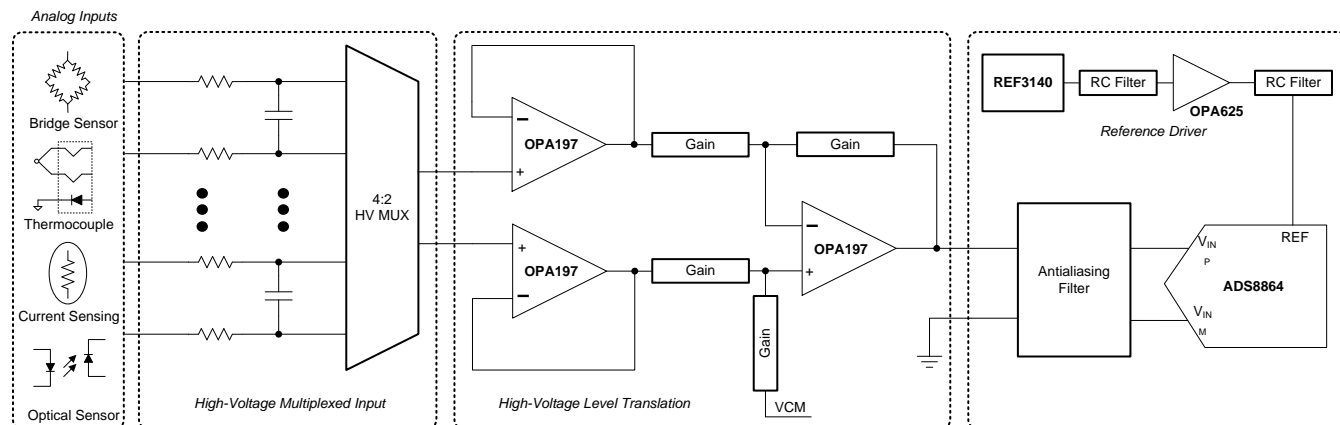 Analog Inputs
Bridge Sensor
Thermocouple
Current Sensing
Optical Sensor
4:2
HV MUX
High-Voltage Multiplexed Input
OPA197
Gain
Gain
OPA197
Gain
OPA197
Gain
VCM
High-Voltage Level Translation
REF3140
RC Filter
OPA625
RC Filter
Reference Driver
Antialiasing
Filter
VIN
P
REF
ADS8864
VIN
M